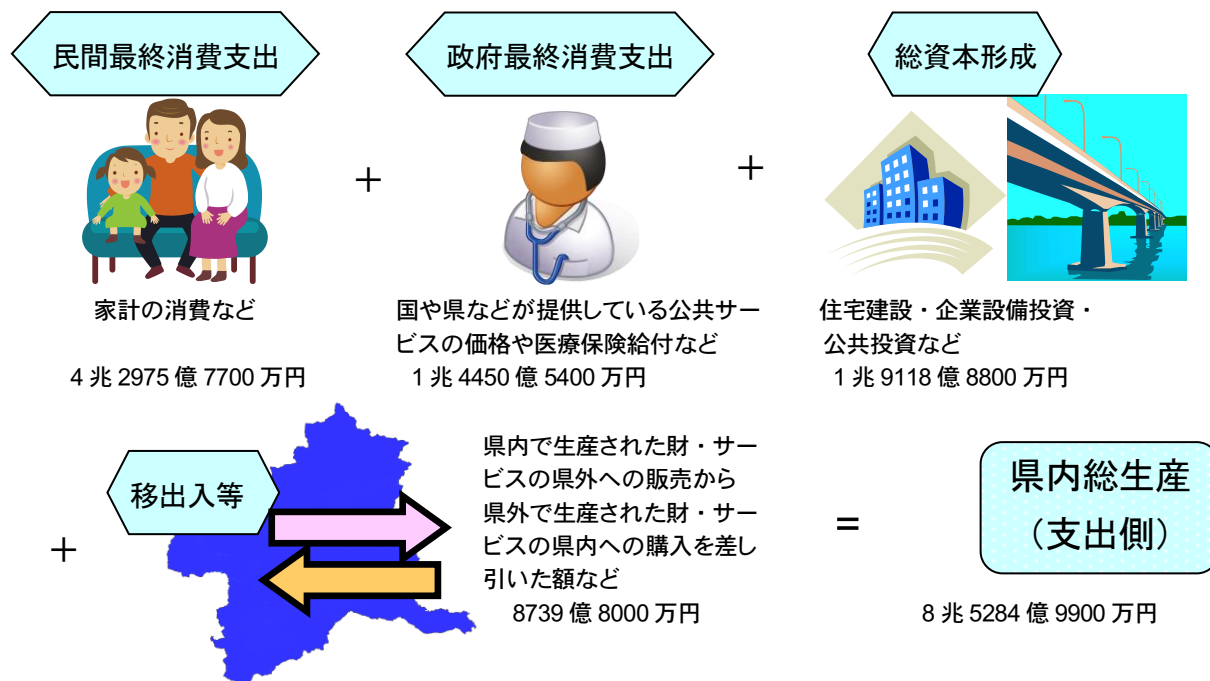 民間最終消費支出
政府最終消費支出
総資本形成
+
+
家計の消費など
国や県などが提供している公共サー
ビスの価格や医療保険給付など
住宅建設・企業設備投資・
公共投資など
4 兆 2975 億 7700 万円
1 兆 4450 億 5400 万円
1 兆 9118 億 8800 万円
+
移出入等
県内で生産された財・サー
ビスの県外への販売から
県外で生産された財・サー
ビスの県内への購入を差し
引いた額など
8739 億 8000 万円
=
県内総生産
（支出側）
8 兆 5284 億 9900 万円